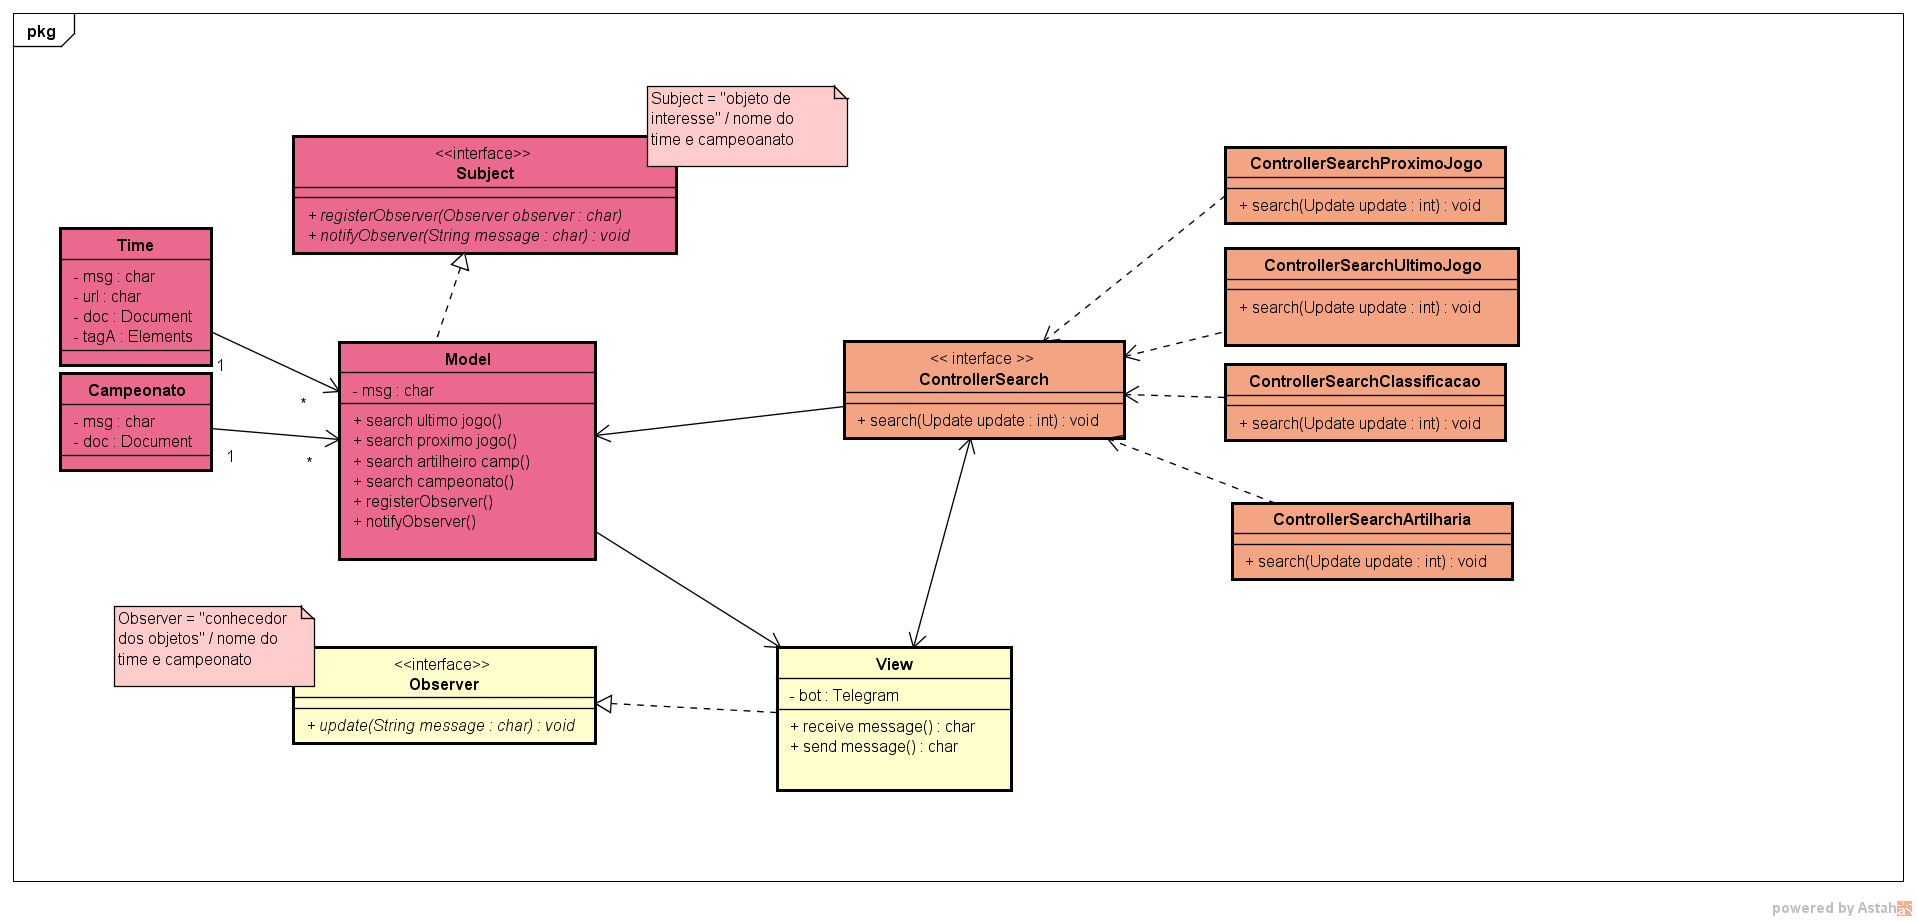 pkg
Subject = "objeto de
interesse" / nome do
time e campeoanato
<<interface>>
Subject
+ registerObserver(Observer observer : char)
+ notifyObserver(String message : char) : void
Time
- msg : char
- url : char
- doc : Document
- tagA : Elements
1
*
Campeonato
- msg : char
- doc : Document
1
*
Model
- msg : char
+ search ultimo jogo()
+ search proximo jogo()
+ search artilheiro camp()
+ search campeonato()
+ registerObserver()
+ notifyObserver()
<< interface >>
ControllerSearch
+ search(Update update : int) : void
ControllerSearchProximoJogo
+ search(Update update : int) : void
ControllerSearchUltimoJogo
+ search(Update update : int) : void
ControllerSearchClassificacao
+ search(Update update : int) : void
ControllerSearchArtilharia
+ search(Update update : int) : void
Observer = "conhecedor
dos objetos" / nome do
time e campeonato
<<interface>>
Observer
+ update(String message : char) : void
View
- bot : Telegram
+ receive message() : char
+ send message() : char
powered by Astah